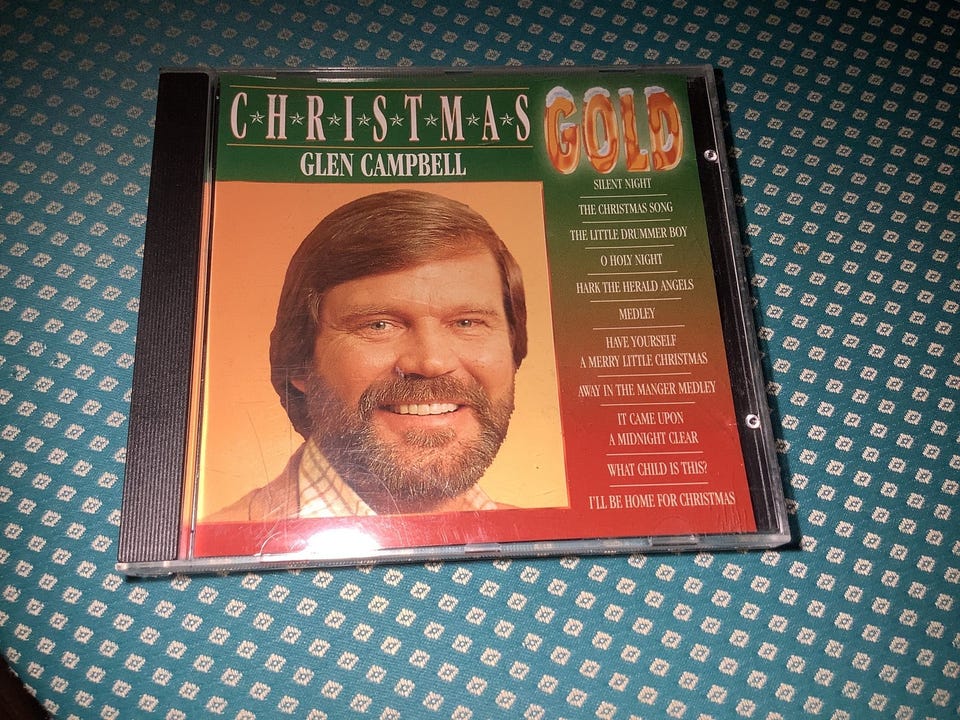 C★H★R★I★S★T★M★A★S
GOLD
GLEN CAMPBELL
SILENT NIGHT
THE CHRISTMAS SONG
THE LITTLE DRUMMER BOY
O HOLY NIGHT
HARK THE HERALD ANGELS
MEDLEY
HAVE YOURSELF
A MERRY LITTLE CHRISTMAS
AWAY IN THE MANGER MEDLEY
IT CAME UPON
A MIDNIGHT CLEAR
WHAT CHILD IS THIS?
I'LL BE HOME FOR CHRISTMAS